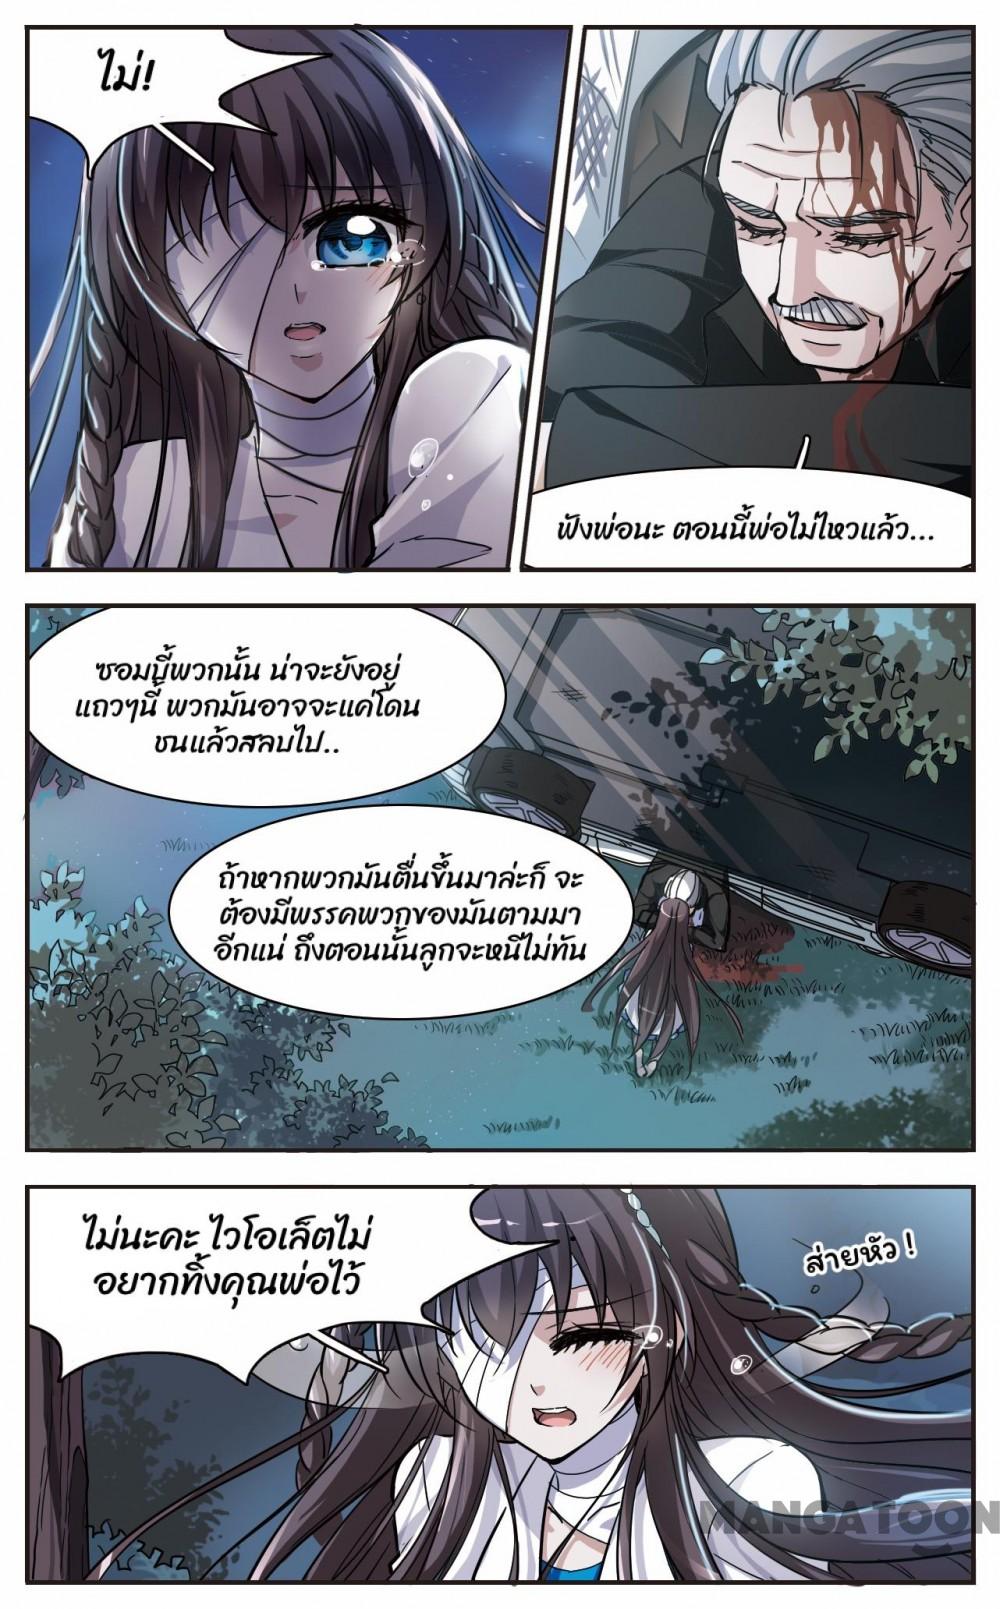 ไม่!
ฟังพ่อนะ ตอนนี้พ่อไม่ไหวแล้ว...
ซอมบี้พวกนั้น น่าจะยังอยู่
แถวๆนี้ พวกมันอาจจะแค่โดน
ชนแล้วสลบไป..
ถ้าหากพวกมันตื่นขึ้นมาล่ะก็ จะ
ต้องมีพรรคพวกของมันตามมา
อีกแน่ ถึงตอนนั้นลูกจะหนีไม่ทัน
ไม่นะคะ ไวโอเล็ตไม่
อยากทิ้งคุณพ่อไว้
ส่ายหัว !
MANGATOON